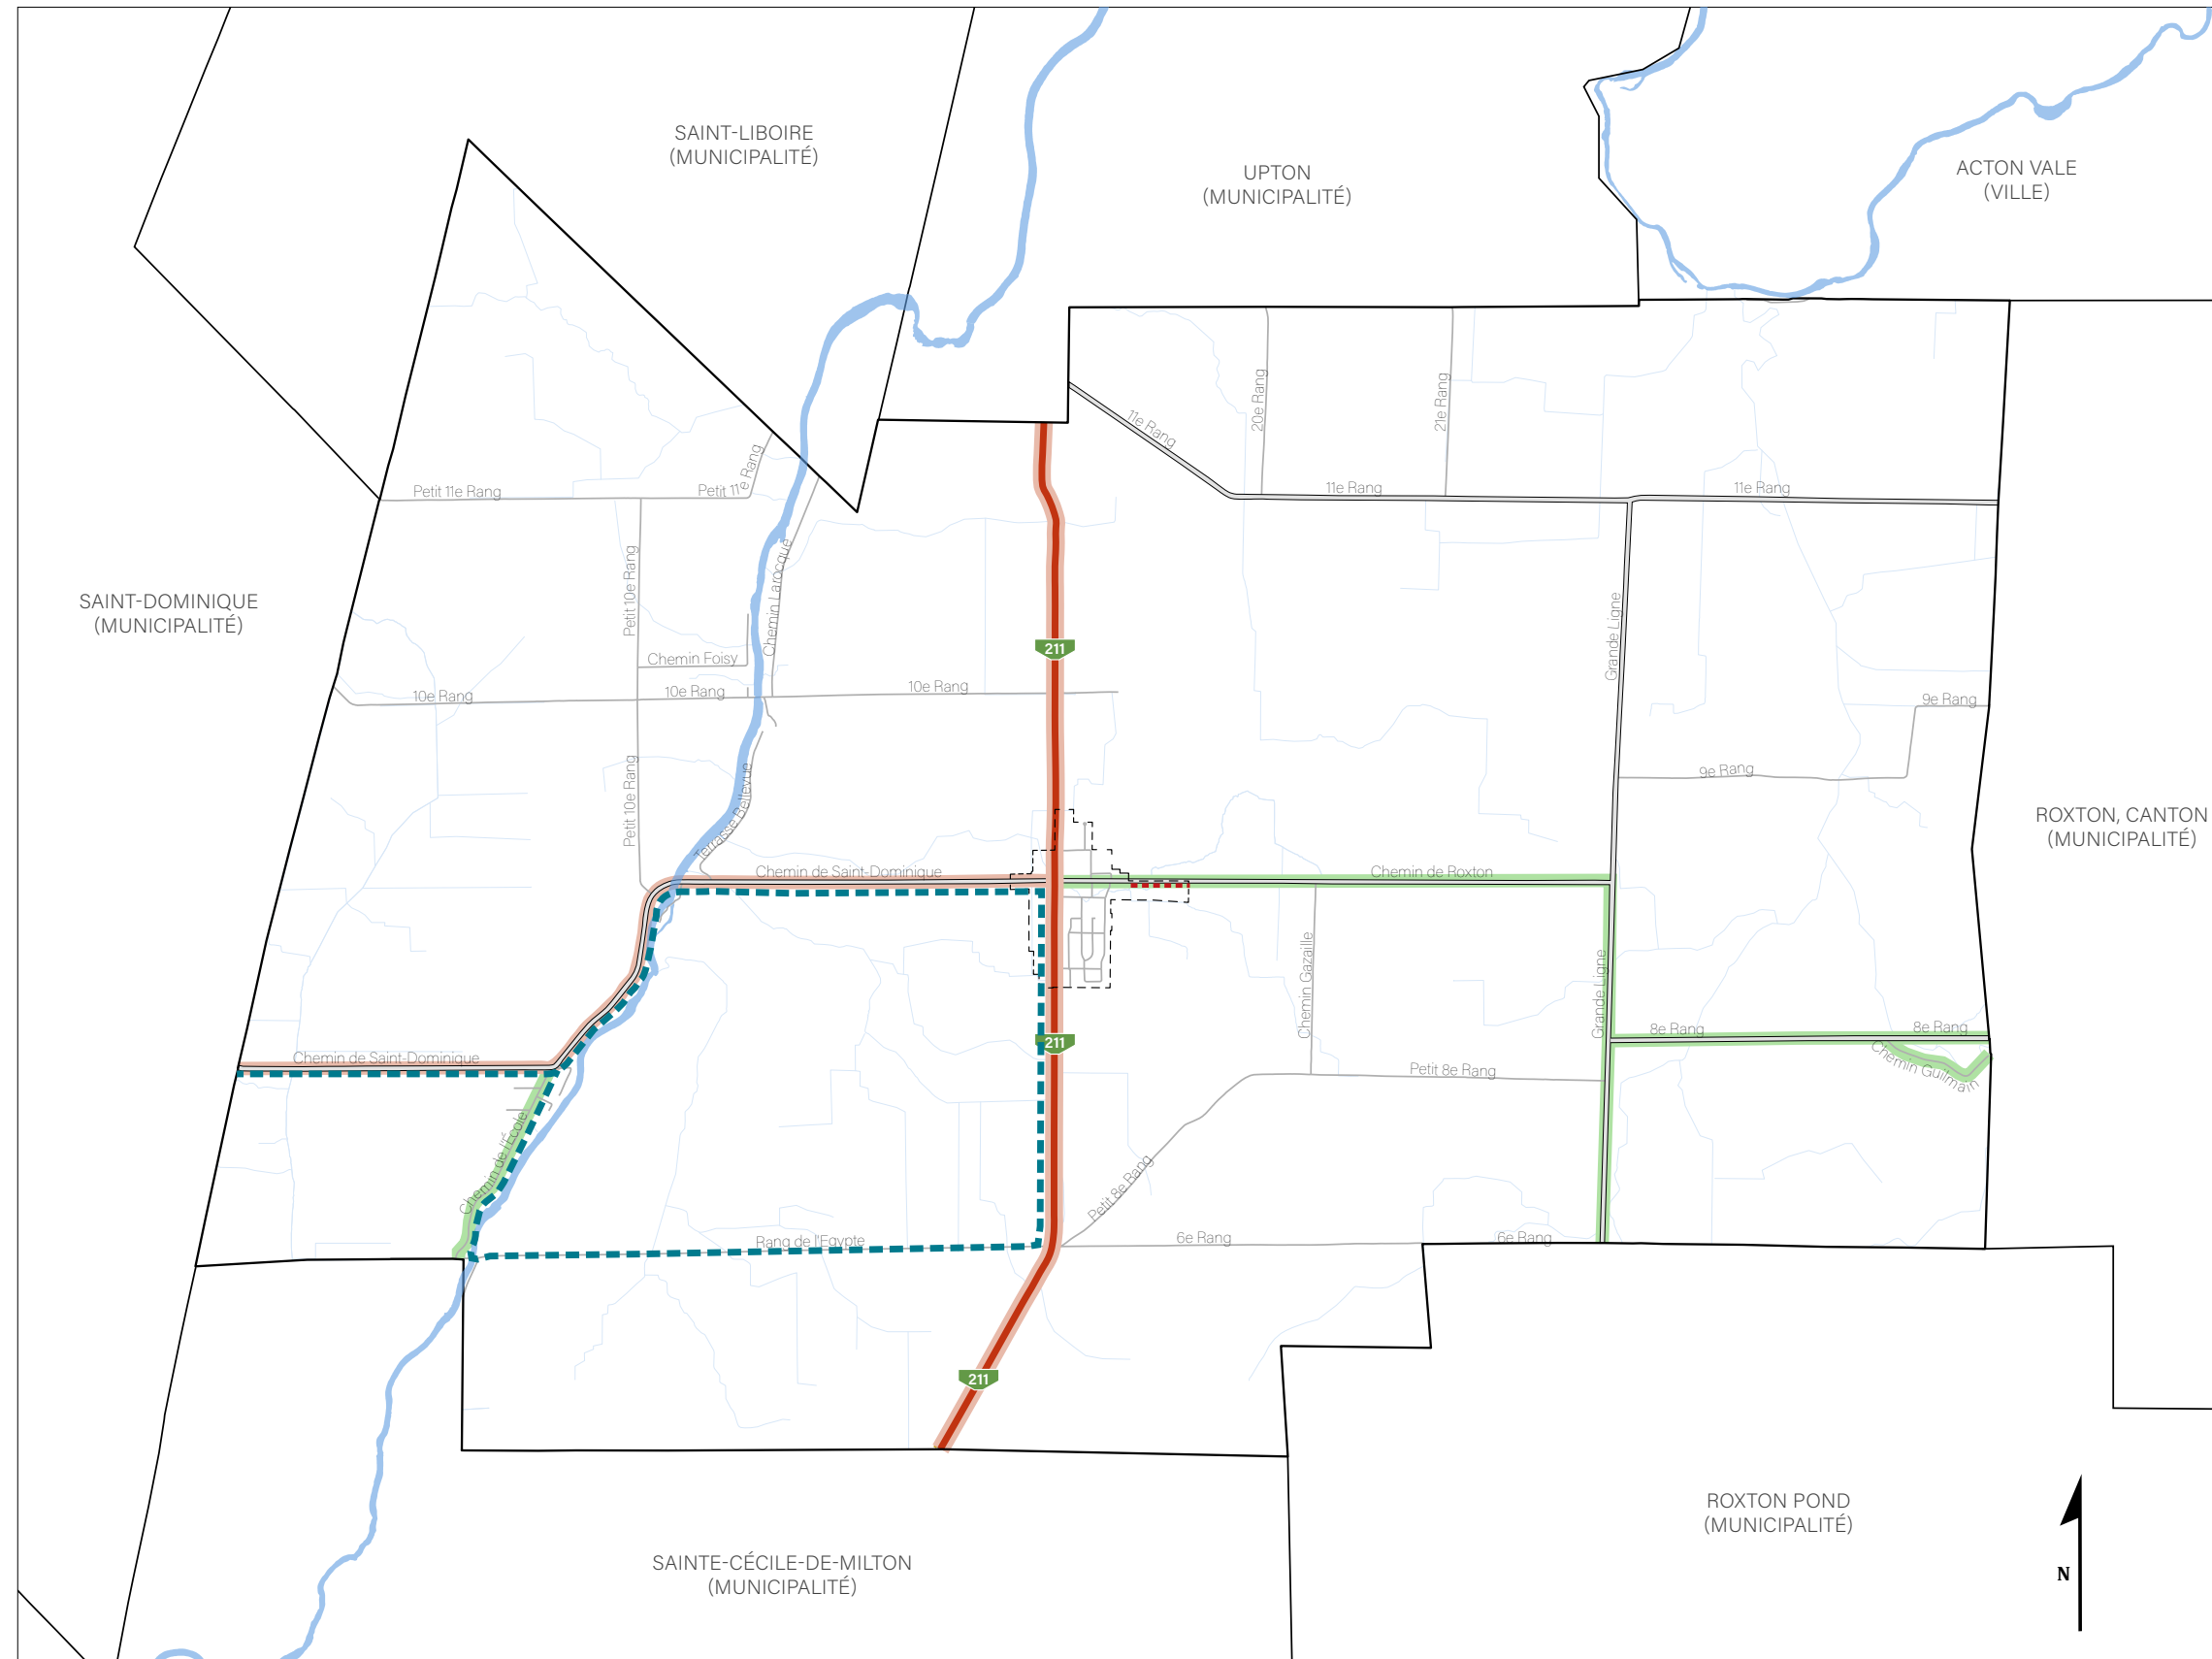 SAINT-LIBOIRE
(MUNICIPALITÉ)
UPTON
(MUNICIPALITÉ)
ACTON VALE
(VILLE)
20e Rang
21e Rang
11e Rang
Petit 11e Rang
Petit 11e Rang
11e Rang
11e Rang
SAINT-DOMINIQUE
(MUNICIPALITÉ)
Petit 10e Rang
Chemin Larocque
Grande Ligne
211
Chemin Foisy
10e Rang
10e Rang
10e Rang
9e Rang
9e Rang
Petit 10e Rang
Terrasse Bellevue
ROXTON, CANTON
(MUNICIPALITÉ)
Chemin de Saint-Dominique
Chemin de Roxton
Chemin Gazaille
Grande Ligne
8e Rang
8e Rang
211
Chemin de Saint-Dominique
Chemin Guilmain
Petit 8e Rang
Chemin de l'École
Petit 8e Rang
Rang de l'Egypte
6e Rang
6e Rang
211
ROXTON POND
(MUNICIPALITÉ)
SAINTE-CÉCILE-DE-MILTON
(MUNICIPALITÉ)
N